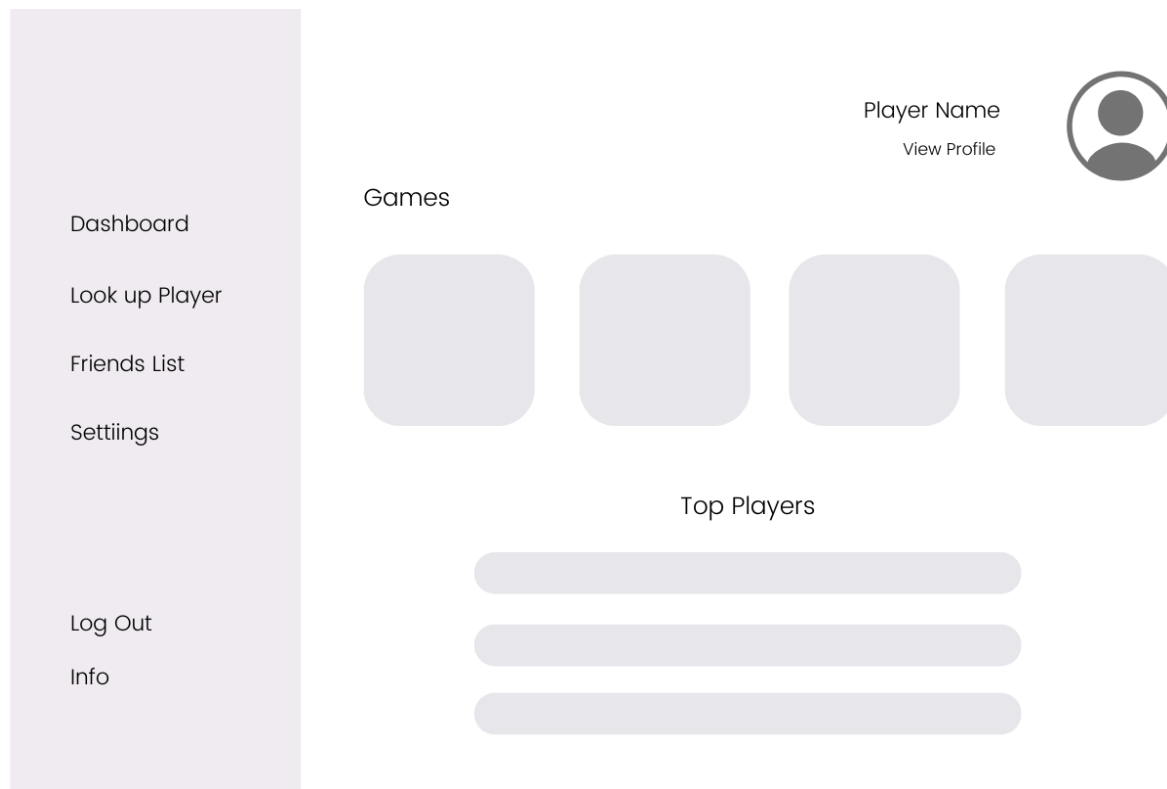 Dashboard
Look up Player
Friends List
Settiings
Log Out
Info
Player Name
View Profile
Games
Top Players